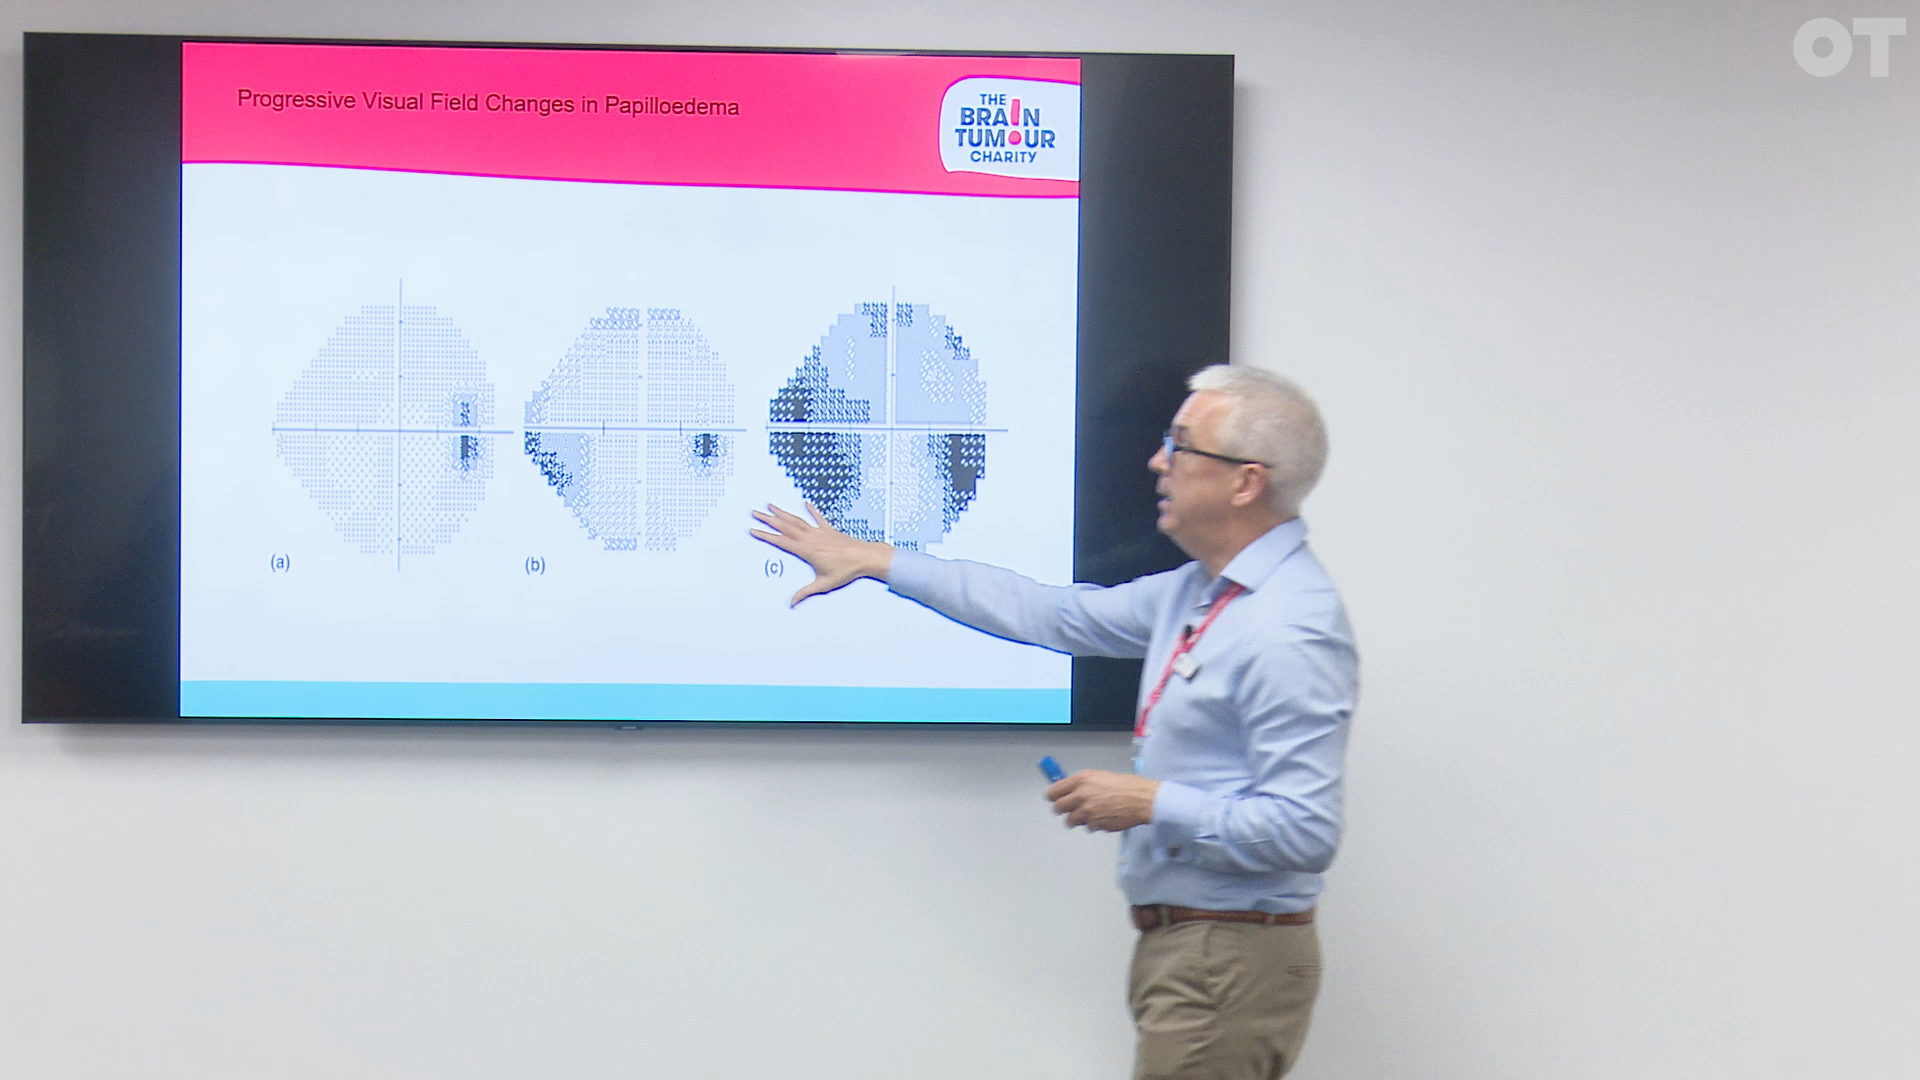 OT
Progressive Visual Field Changes in Papilloedema
THE
BRA!N
TUMOUR
CHARITY
(a)
(b)
(c)